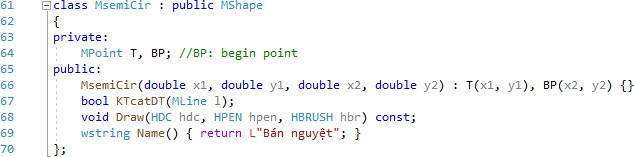 61 class MsemiCir : public MShape
62 {
63 private:
64 MPoint T, BP; //BP: begin point
65 public:
66 MsemiCir(double x1, double y1, double x2, double y2) : T(x1, y1), BP(x2, y2) {}
67 bool KTcatDT(MLine l);
68 void Draw(HDC hdc, HPEN hpen, HBRUSH hbr) const;
69 wstring Name() { return L"Bán nguyệt"; }
70 };